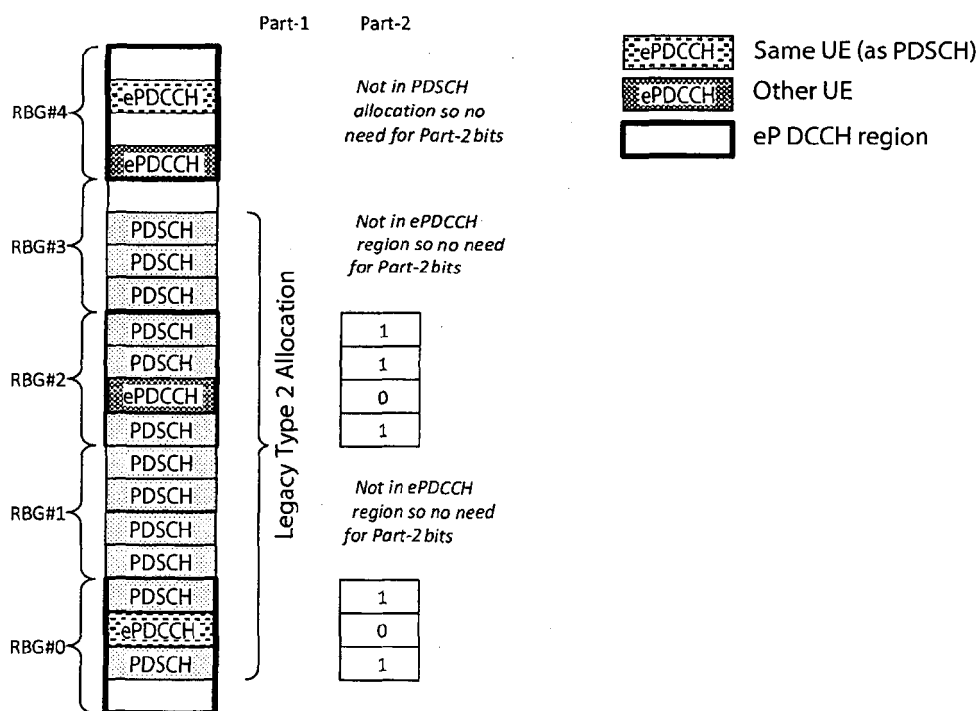 Part-1 Part-2
ePDCCH Same UE (as PDSCH)
ePDCCH Other UE
eP DCCH region
RBG#4
ePDCCH
ePDCCH
Not in PDSCH
allocation so no
need for Part-2 bits
RBG#3
PDSCH
PDSCH
PDSCH
Not in ePDCCH
region so no need
for Part-2 bits
RBG#2
PDSCH
PDSCH
ePDCCH
PDSCH
1
1
0
1
Legacy Type 2 Allocation
RBG#1
PDSCH
PDSCH
PDSCH
PDSCH
Not in ePDCCH
region so no need
for Part-2 bits
RBG#0
PDSCH
ePDCCH
PDSCH
1
0
1